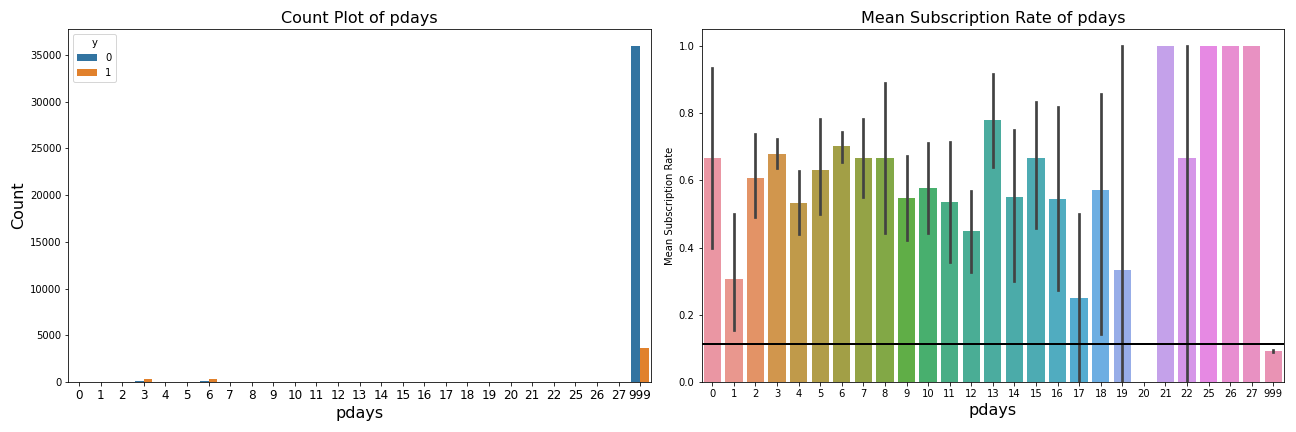 Count Plot of pdays
y
0
1
35000
30000
25000
20000
15000
10000
5000
0
Count
0 1 2 3 4 5 6 7 8 9 10 11 12 13 14 15 16 17 18 19 20 21 22 25 26 27 999
pdays
Mean Subscription Rate of pdays
1.0
0.8
0.6
0.4
0.2
0.0
Mean Subscription Rate
0 1 2 3 4 5 6 7 8 9 10 11 12 13 14 15 16 17 18 19 20 21 22 25 26 27 999
pdays